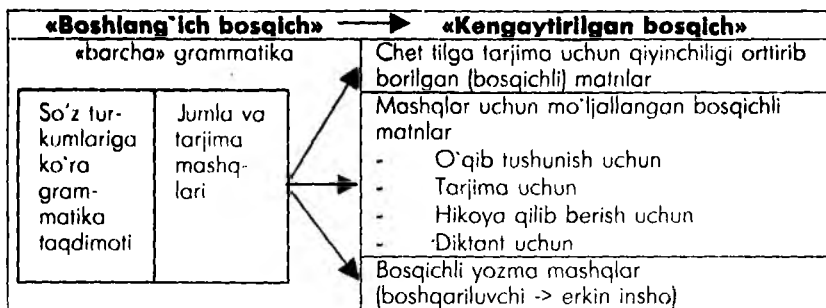 «Boshlang`ich bosqich» → «Kengaytirilgan bosqich»
«barcha» grammatika
So`z tur-
kumlariga
ko`ra
gram-
matika
taqdimoti
Jumla va
tarjima
mashq-
lari
Chet tilga tarjima uchun qiyinchiligi orttirib
borilgan (bosqichli) matnlar
Mashqlar uchun mo`ljallangan bosqichli
matnlar
- O`qib tushunish uchun
- Tarjima uchun
- Hikoya qilib berish uchun
- Diktant uchun
Bosqichli yozma mashqlar
(boshqariluvchi -> erkin insho)